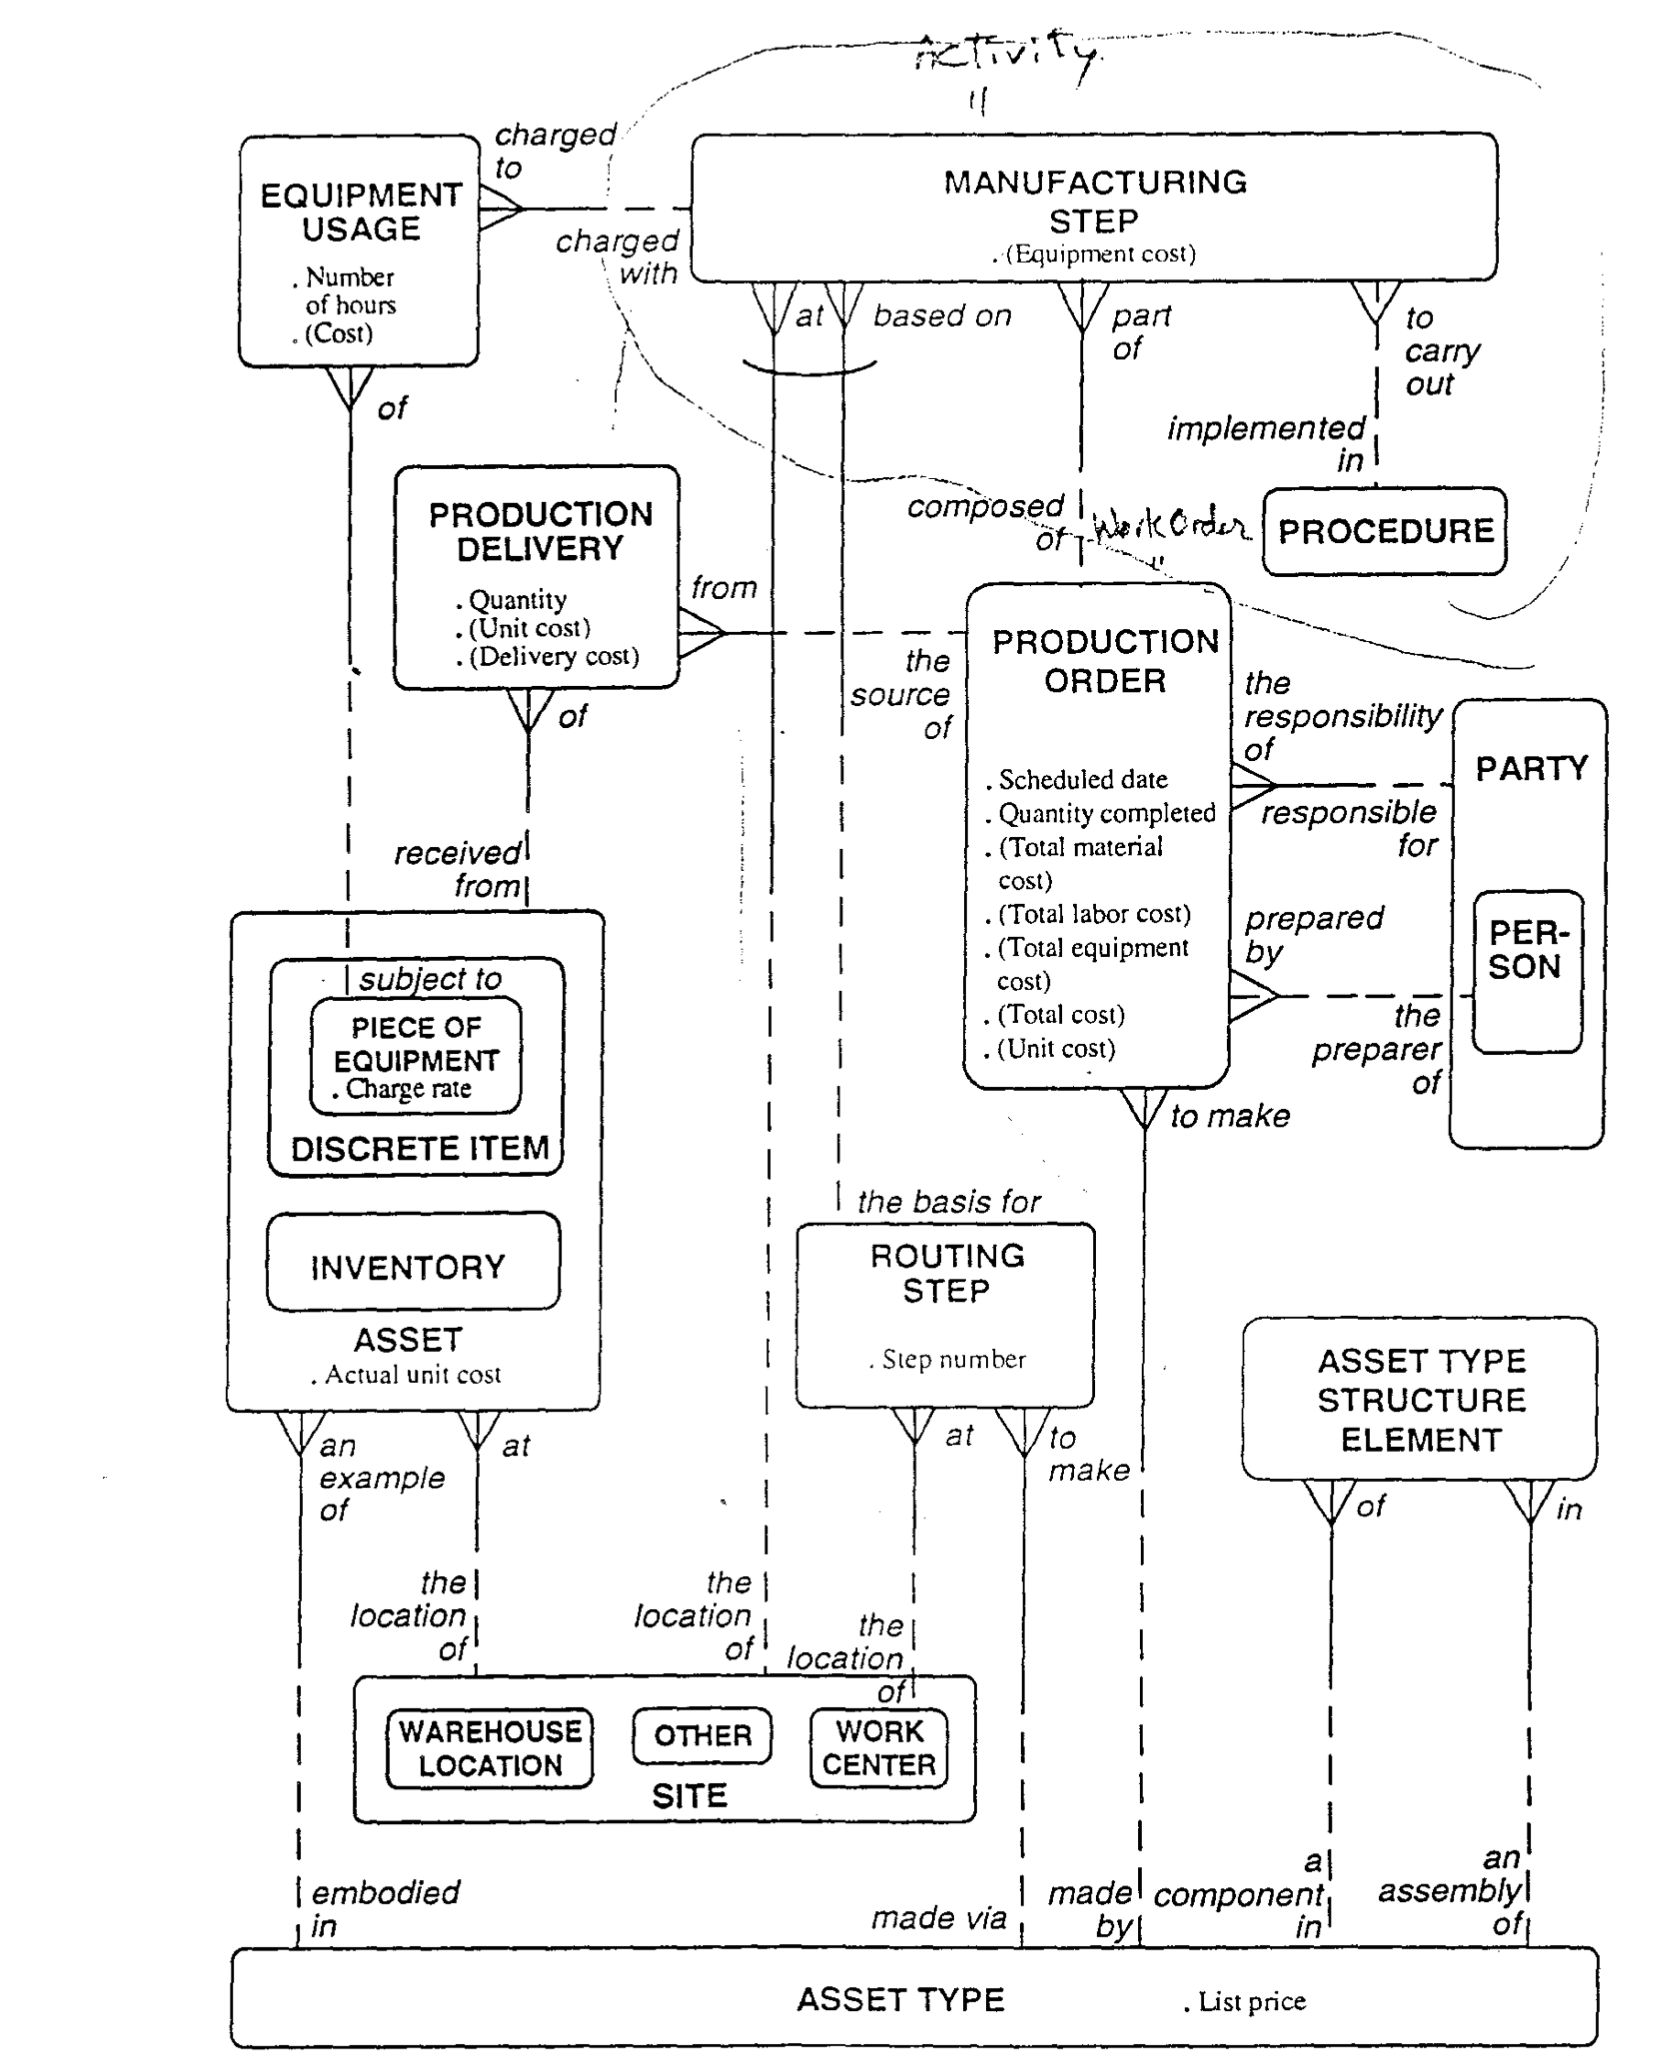 Activity
"
charged
to
EQUIPMENT
USAGE
. Number
of hours
. (Cost)
charged
with
MANUFACTURING
STEP
. (Equipment cost)
at
based on
part
of
to
carry
out
of
implemented
in
PROCEDURE
composed
of
Work Order
"
PRODUCTION
DELIVERY
. Quantity
. (Unit cost)
. (Delivery cost)
from
the
source
of
of
PRODUCTION
ORDER
. Scheduled date
. Quantity completed
. (Total material
cost)
. (Total labor cost)
. (Total equipment
cost)
. (Total cost)
. (Unit cost)
the
responsibility
of
responsible
for
PARTY
prepared
by
the
preparer
of
PER-
SON
received
from
subject to
PIECE OF
EQUIPMENT
. Charge rate
DISCRETE ITEM
INVENTORY
ASSET
. Actual unit cost
to make
the basis for
ROUTING
STEP
. Step number
ASSET TYPE
STRUCTURE
ELEMENT
an
example
of
at
at
to
make
of
in
the
location
of
the
location
of
the
location
of
WAREHOUSE
LOCATION
OTHER
WORK
CENTER
SITE
embodied
in
made via
made
by
a
component
in
an
assembly
of
ASSET TYPE
. List price